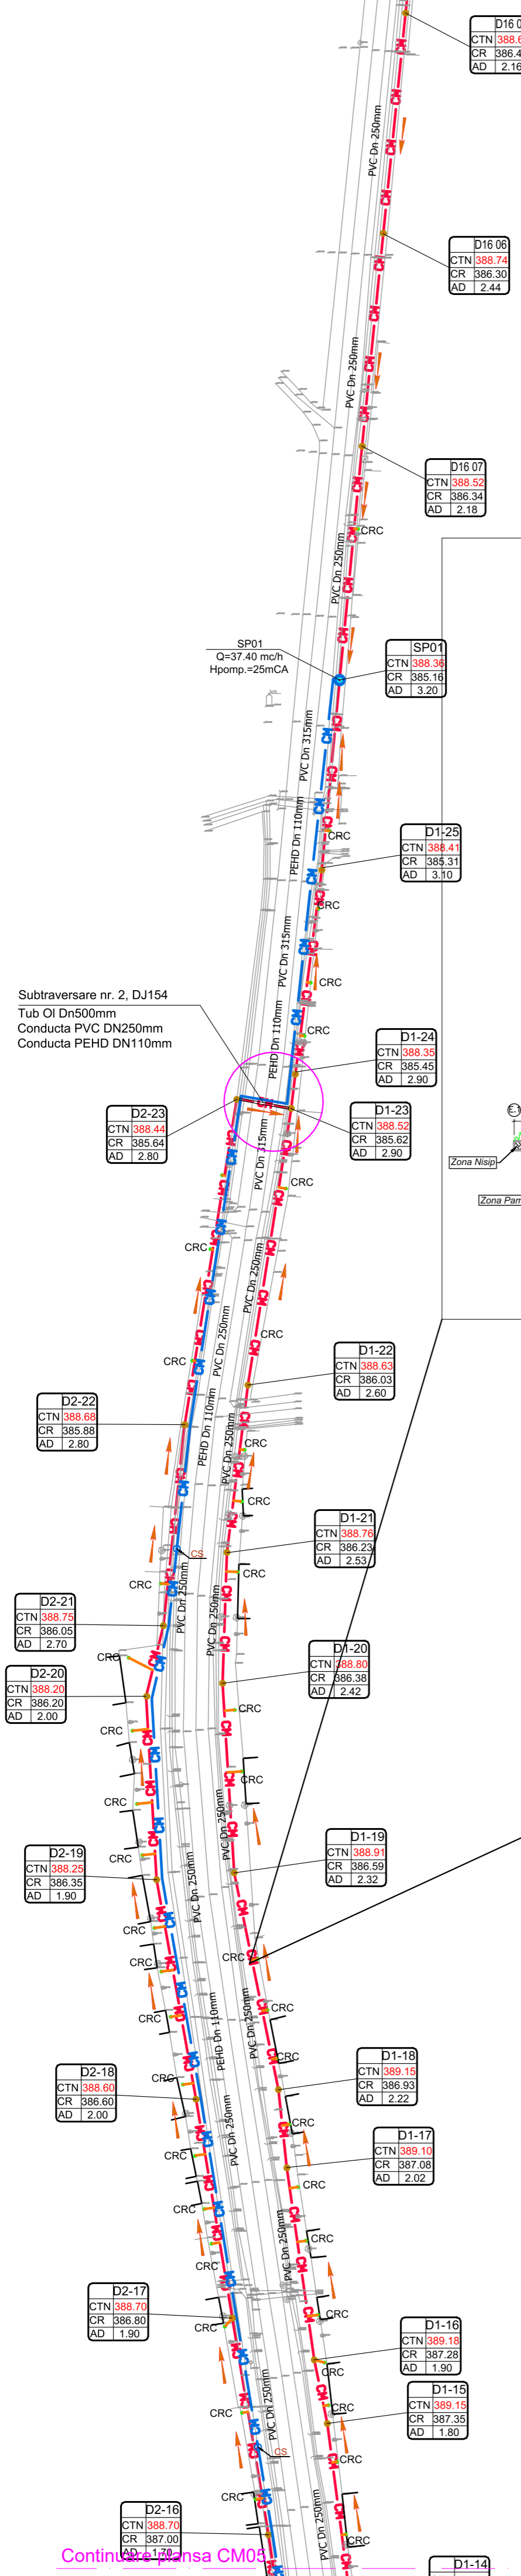 D16 0
CTN 388.6
CR 386.4
AD 2.16
PVC Dn 250mm
D16 06
CTN 388.74
CR 386.30
AD 2.44
PVC Dn 250mm
D16 07
CTN 388.52
CR 386.34
AD 2.18
CRC
PVC Dn 250mm
SP01
Q=37.40 mc/h
Hpomp.=25mCA
SP01
CTN 388.36
CR 385.16
AD 3.20
PVC Dn 315mm
PEHD Dn 110mm
CRC
D1-25
CTN 388.41
CR 385.31
AD 3.10
CRC
PVC Dn 315mm
CRC
Subtraversare nr. 2, DJ154
Tub Ol Dn500mm
Conducta PVC DN250mm
Conducta PEHD DN110mm
PEHD Dn 110mm
CRC
D1-24
CTN 388.35
CR 385.45
AD 2.90
D2-23
CTN 388.44
CR 385.64
AD 2.80
CM
D1-23
CTN 388.52
CR 385.62
AD 2.90
Zona Nisip
Zona Pam
PVC Dn 315mm
CRC
CRC
PVC Dn 250mm
CRC
PVC Dn 250mm
CRC
D1-22
CTN 388.63
CR 386.03
AD 2.60
D2-22
CTN 388.68
CR 385.88
AD 2.80
PEHD Dn 110mm
PVC Dn 250mm
CRC
CRC
D1-21
CTN 388.76
CR 386.23
AD 2.53
CS
CRC
CRC
PVC Dn 250mm
D2-21
CTN 388.75
CR 386.05
AD 2.70
PVC Dn 250mm
D1-20
CTN 388.80
CR 386.38
AD 2.42
CRC
D2-20
CTN 388.20
CR 386.20
AD 2.00
CRC
CRC
CRC
CRC
PVC Dn 250mm
D1-19
CTN 388.91
CR 386.59
AD 2.32
D2-19
CTN 388.25
CR 386.35
AD 1.90
CRC
PVC Dn 250mm
CRC
CRC
CRC
CRC
CRC
PEHD Dn 110mm
PVC Dn 250mm
CRC
D1-18
CTN 389.15
CR 386.93
AD 2.22
D2-18
CTN 388.60
CR 386.60
AD 2.00
CRC
CRC
PVC Dn 250mm
D1-17
CTN 389.10
CR 387.08
AD 2.02
CRC
CRC
CRC
CRC
CRC
PVC Dn 250mm
D2-17
CTN 388.70
CR 386.80
AD 1.90
CRC
CRC
D1-16
CTN 389.18
CR 387.28
AD 1.90
CRC
D1-15
CTN 389.15
CR 387.35
AD 1.80
CRC
CRC
PVC Dn 250mm
CS
CRC
CRC
D2-16
CTN 388.70
CR 387.00
AD 1.70
PVC Dn 250mm
CRC
Continuare plansa CM05
D1-14